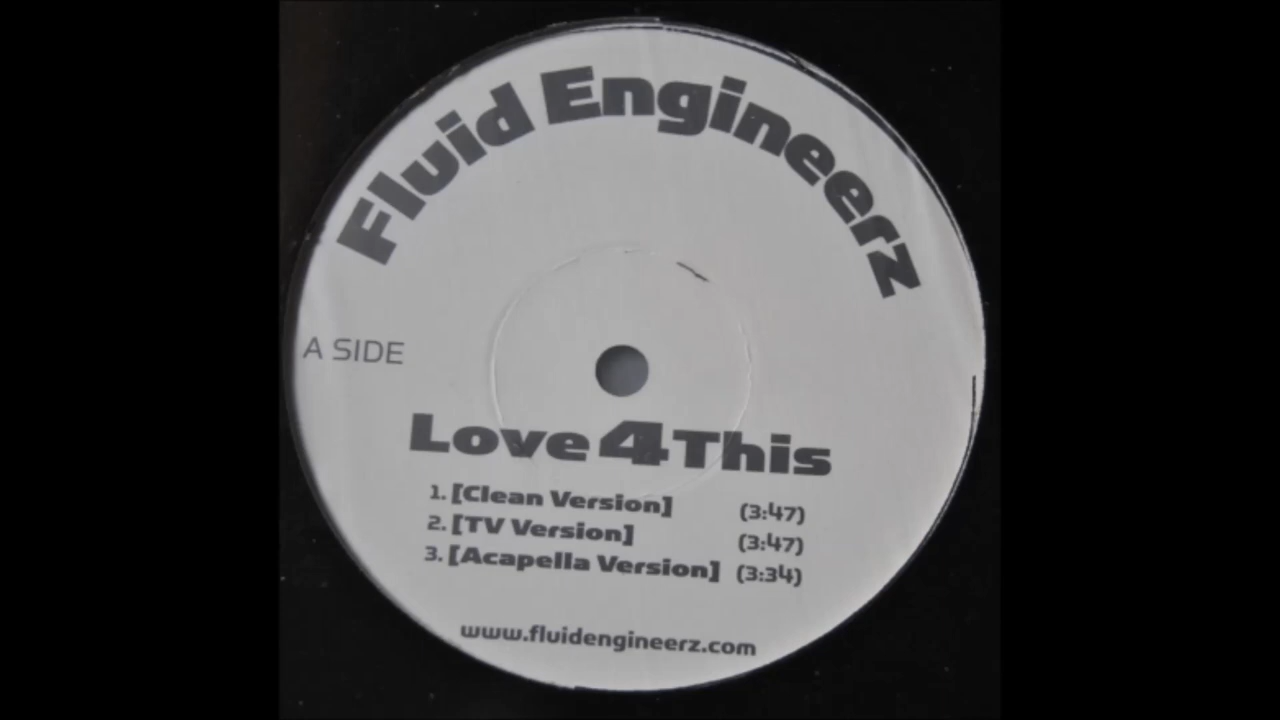 Fluid Engineerz
A SIDE
Love 4 This
1. [Clean Version] (3:47)
2. [TV Version] (3:47)
3. [Acapella Version] (3:34)
www.fluidengineerz.com